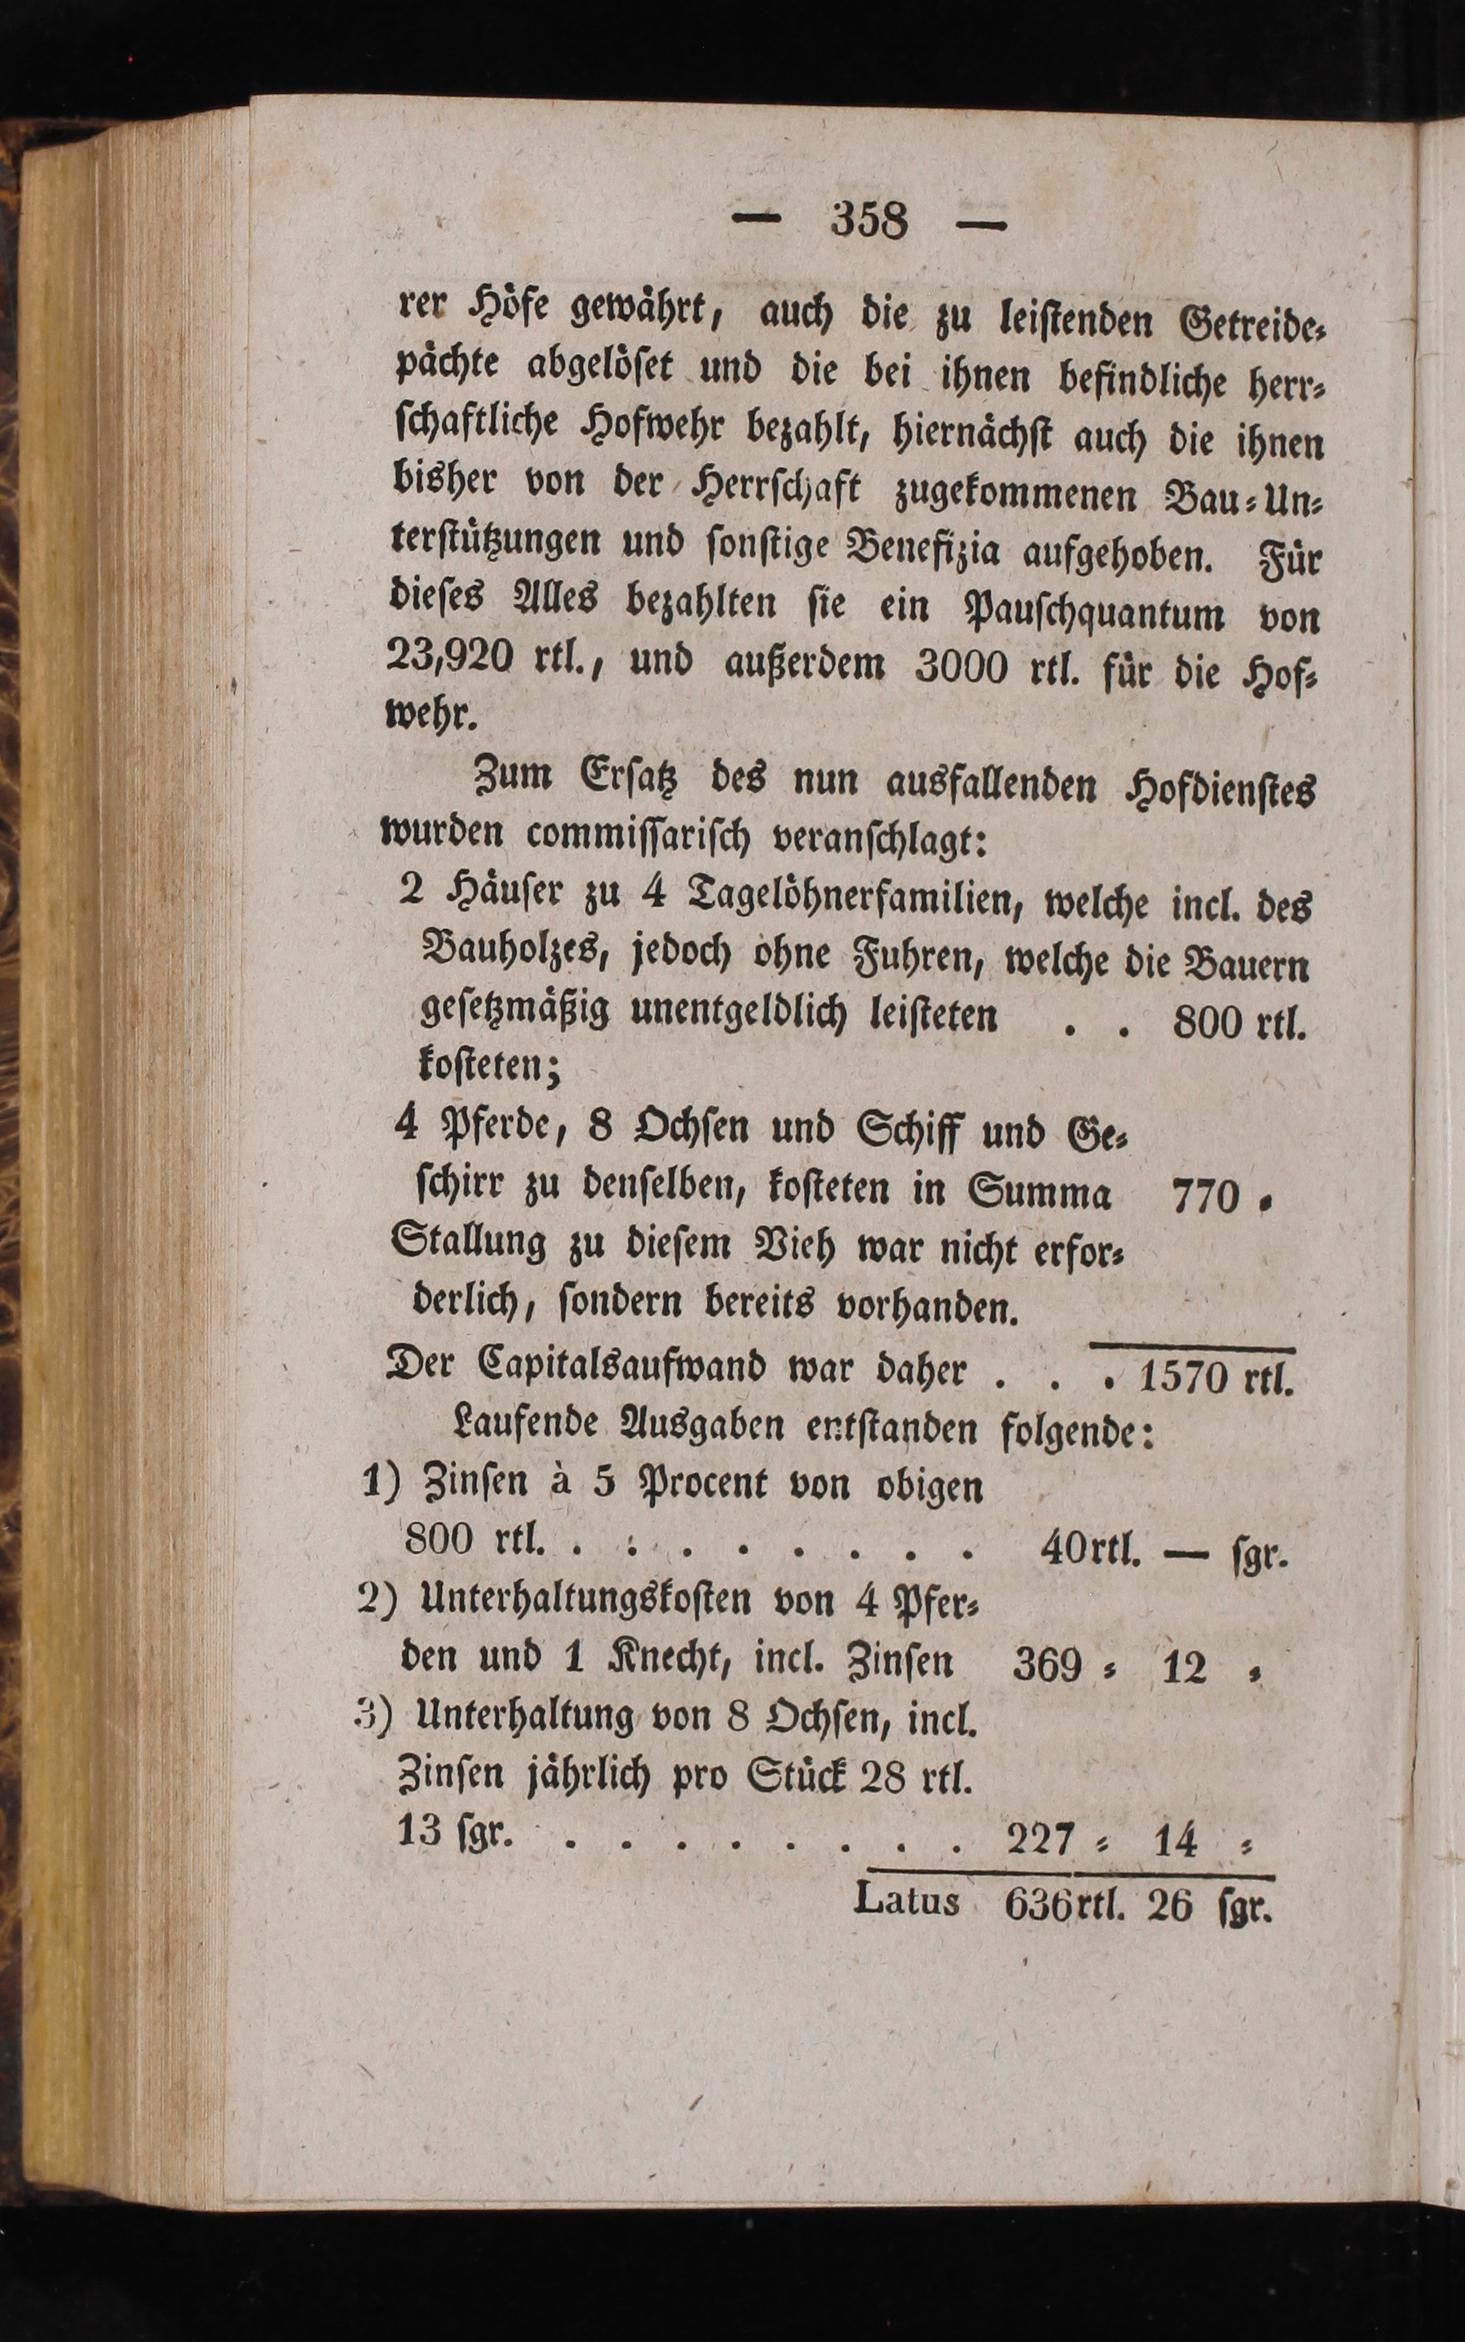 — 358 —
rer Höfe gewährt, auch die zu leiſtenden Getreide⸗
pächte abgelöſet und die bei ihnen befindliche herr⸗
ſchaftliche Hofwehr bezahlt, hiernächſt auch die ihnen
bisher von der Herrſchaft zugekommenen Bau⸗Un⸗
terſtützungen und ſonſtige Benefizia aufgehoben. Für
dieſes Alles bezahlten ſie ein Pauſchquantum von
23,920 rtl., und außerdem 3000 rtl. für die Hof⸗
wehr.
Zum Erſatz des nun ausfallenden Hofdienſtes
wurden commiſſariſch veranſchlagt:
2 Häuſer zu 4 Tagelöhnerfamilien, welche incl. des
Bauholzes, jedoch ohne Fuhren, welche die Bauern
geſetzmäßig unentgeldlich leiſteten . . 800 rtl.
koſteten;
4 Pferde, 8 Ochſen und Schiff und Ge⸗
ſchirr zu denſelben, koſteten in Summa 770 ⸗
Stallung zu dieſem Vieh war nicht erfor⸗
derlich, ſondern bereits vorhanden.
Der Capitalsaufwand war daher . . . 1570 rtl.
Laufende Ausgaben entſtanden folgende:
1) Zinſen à 5 Procent von obigen
800 rtl. . . . . . . . . 40rtl. — ſgr.
2) Unterhaltungskoſten von 4 Pfer⸗
den und 1 Knecht, incl. Zinſen 369 ⸗ 12 ⸗
3) Unterhaltung von 8 Ochſen, incl.
Zinſen jährlich pro Stück 28 rtl.
13 ſgr. . . . . . . . . 227 ⸗ 14 ⸗
Latus 636rtl. 26 ſgr.